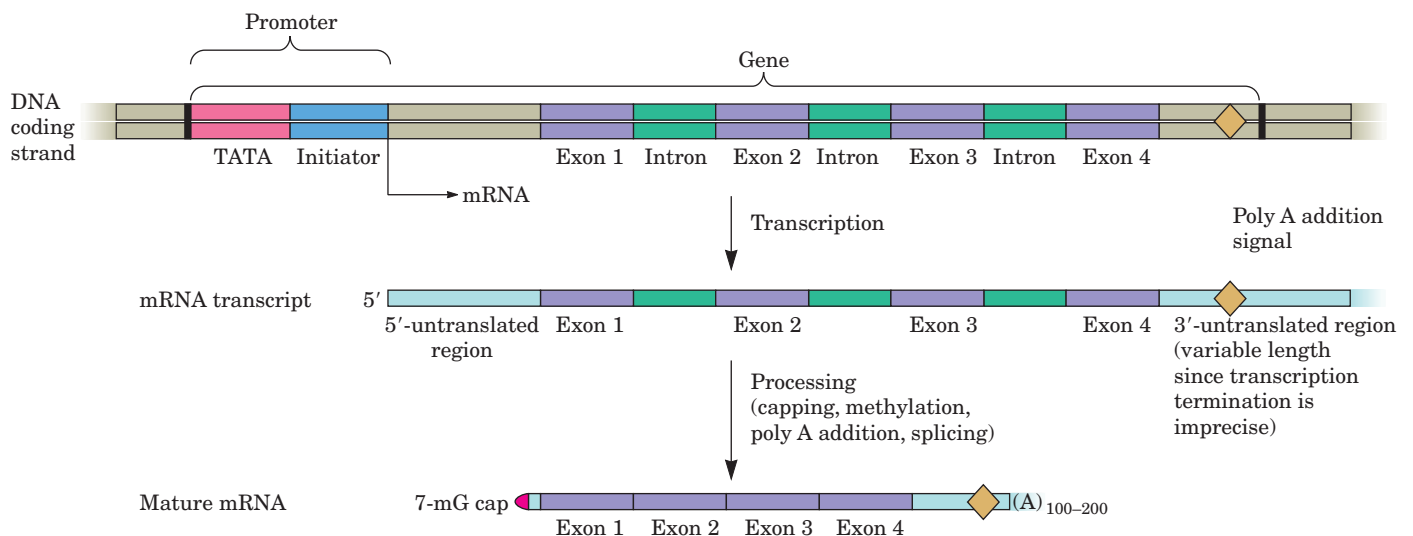 Promoter
Gene
DNA
coding
strand
TATA Initiator Exon 1 Intron Exon 2 Intron Exon 3 Intron Exon 4
mRNA
Transcription
Poly A addition
signal
mRNA transcript 5′
5′-untranslated
region
Exon 1 Exon 2 Exon 3 Exon 4
3′-untranslated region
(variable length
since transcription
termination is
imprecise)
Processing
(capping, methylation,
poly A addition, splicing)
Mature mRNA 7-mG cap (A) 100–200
Exon 1 Exon 2 Exon 3 Exon 4